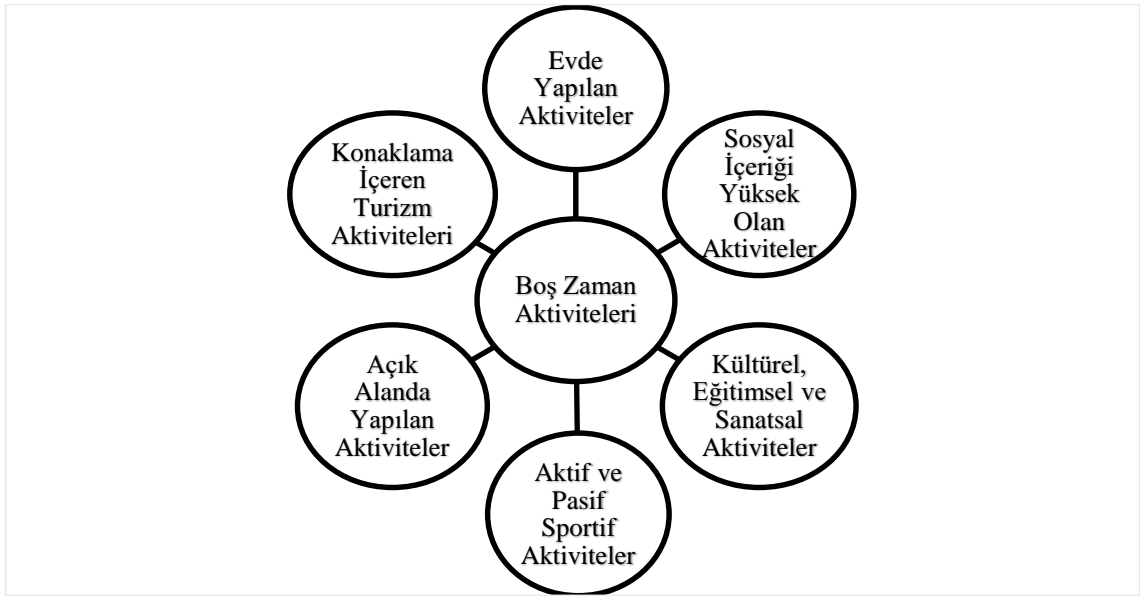 Evde
Yapılan
Aktiviteler
Sosyal
İçeriği
Yüksek
Olan
Aktiviteler
Kültürel,
Eğitimsel ve
Sanatsal
Aktiviteler
Aktif ve
Pasif
Sportif
Aktiviteler
Açık
Alanda
Yapılan
Aktiviteler
Konaklama
İçeren
Turizm
Aktiviteleri
Boş Zaman
Aktiviteleri